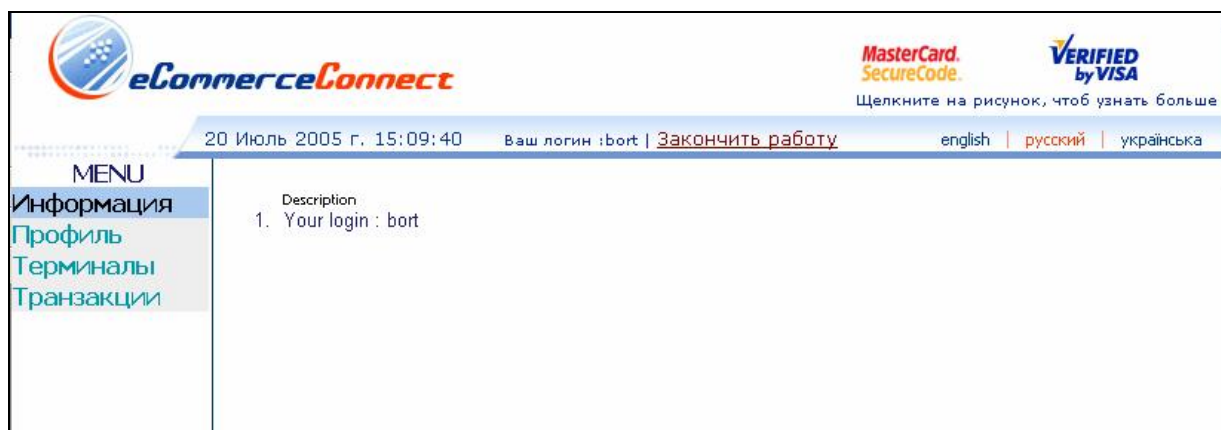 eCommerceConnect
MasterCard.
SecureCode.
VERIFIED
by VISA
Щелкните на рисунок, чтоб узнать больше
20 Июль 2005 г. 15:09:40 Ваш логин :bort | Закончить работу english | русский | українська
MENU
Информация
Профиль
Терминалы
Транзакции
Description
1. Your login : bort